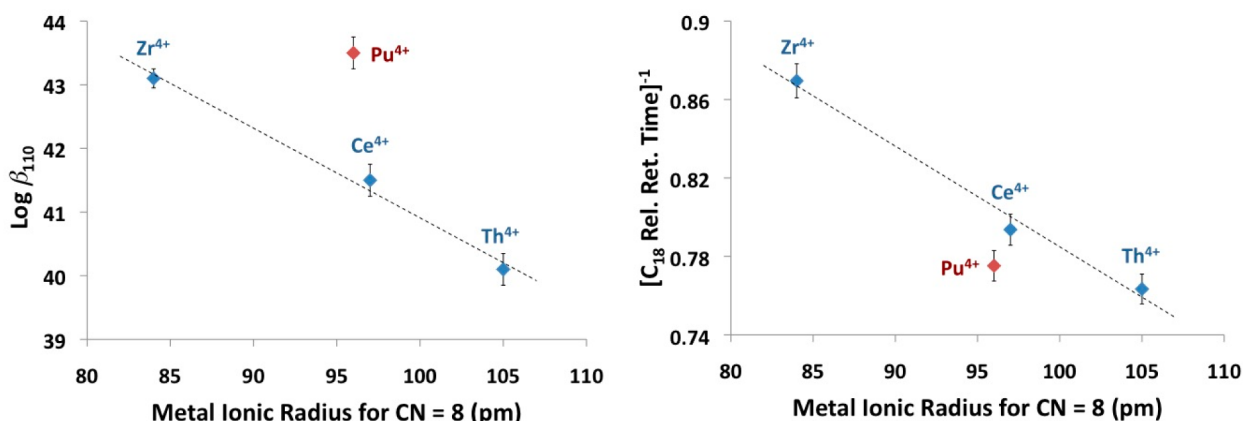 44
43
42
41
40
39
Log β₁₁₀
Zr⁴⁺
Pu⁴⁺
Ce⁴⁺
Th⁴⁺
80 85 90 95 100 105 110
Metal Ionic Radius for CN = 8 (pm)
0.9
0.86
0.82
0.78
0.74
[C₁₈ Rel. Ret. Time]⁻¹
Zr⁴⁺
Ce⁴⁺
Pu⁴⁺
Th⁴⁺
80 85 90 95 100 105 110
Metal Ionic Radius for CN = 8 (pm)